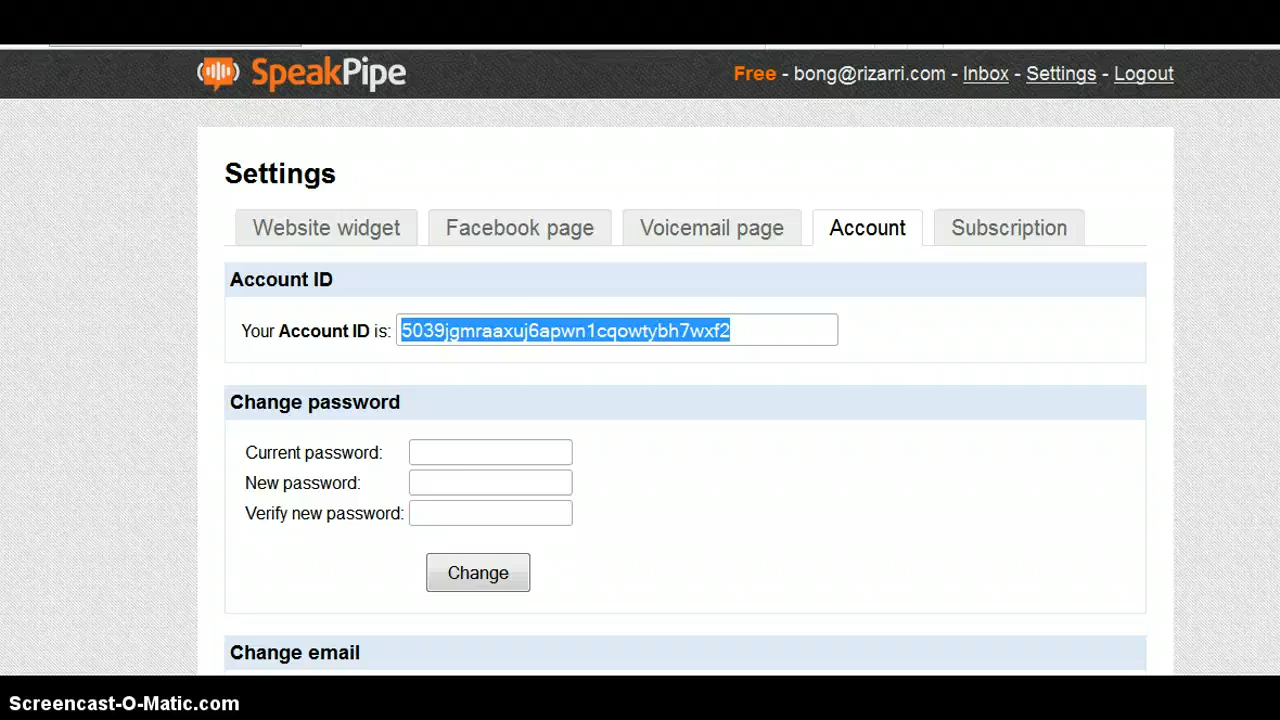 SpeakPipe
Free - bong@rizarri.com - Inbox - Settings - Logout
Settings
Website widget Facebook page Voicemail page Account Subscription
Account ID
Your Account ID is: 5039jgmraaxuj6apwn1cqowtybh7wxf2
Change password
Current password:
New password:
Verify new password:
Change
Change email
Screencast-O-Matic.com